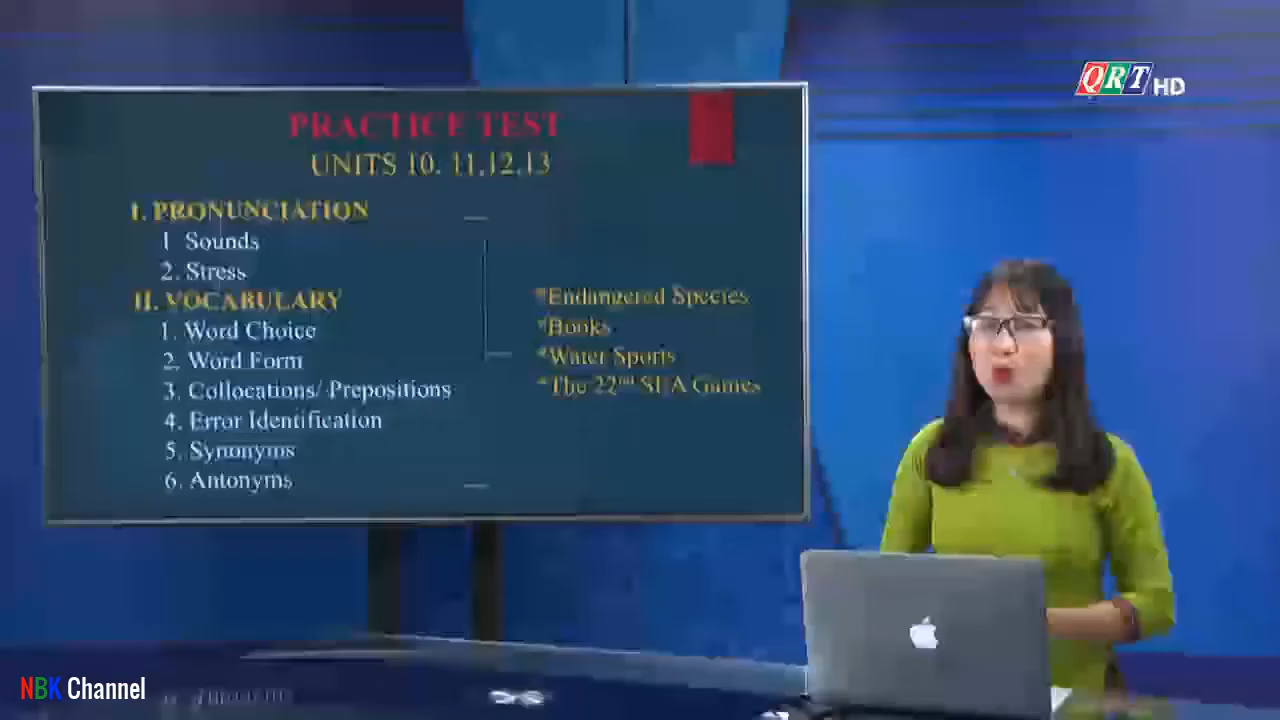 QRT HD
PRACTICE TEST
UNITS 10. 11.12.13
I. PRONUNCIATION
1 Sounds
2. Stress
II. VOCABULARY
1. Word Choice
2. Word Form
3. Collocations/ Prepositions
4. Error Identification
5. Synonyms
6. Antonyms
*Endangered Species
*Books
*Water Sports
*The 22nd SEA Games
NBK Channel